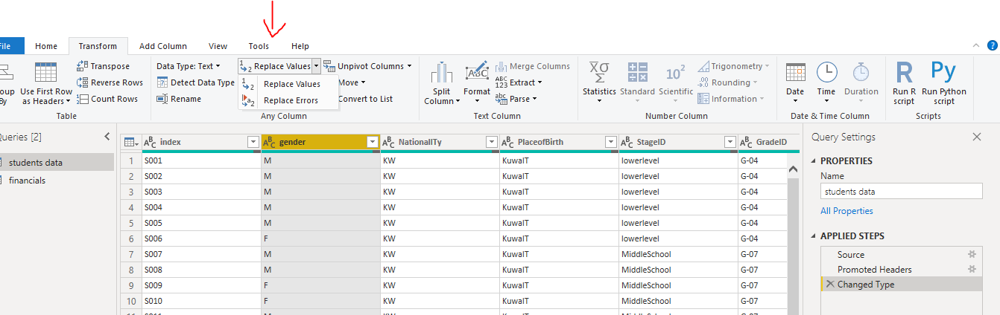 File Home Transform Add Column View Tools Help
Transpose Data Type: Text Replace Values Unpivot Columns Merge Columns Trigonometry
Use First Row as Headers Reverse Rows Detect Data Type Replace Values Move Split Column Format Extract Statistics Standard Scientific Rounding Date Time Duration Run R script Run Python script
By Count Rows Rename Replace Errors Convert to List Parse Information
Table Any Column Text Column Number Column Date & Time Column Scripts
Queries [2]
students data
financials
index gender NationalITy PlaceofBirth StageID GradeID
1 S001 M KW KuwaIT lowerlevel G-04
2 S002 M KW KuwaIT lowerlevel G-04
3 S003 M KW KuwaIT lowerlevel G-04
4 S004 M KW KuwaIT lowerlevel G-04
5 S005 M KW KuwaIT lowerlevel G-04
6 S006 F KW KuwaIT lowerlevel G-04
7 S007 M KW KuwaIT MiddleSchool G-07
8 S008 M KW KuwaIT MiddleSchool G-07
9 S009 F KW KuwaIT MiddleSchool G-07
10 S010 F KW KuwaIT MiddleSchool G-07
Query Settings
PROPERTIES
Name
students data
All Properties
APPLIED STEPS
Source
Promoted Headers
Changed Type